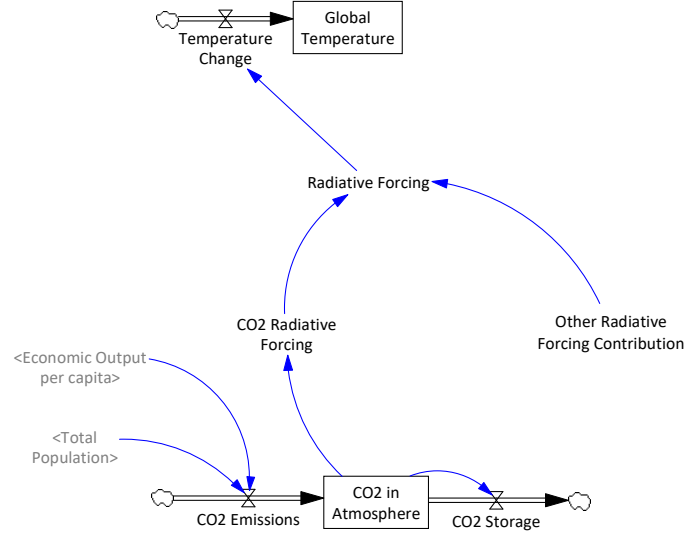 Global
Temperature
Temperature
Change
Radiative Forcing
CO2 Radiative
Forcing
Other Radiative
Forcing Contribution
<Economic Output
per capita>
<Total
Population>
CO2 Emissions
CO2 in
Atmosphere
CO2 Storage